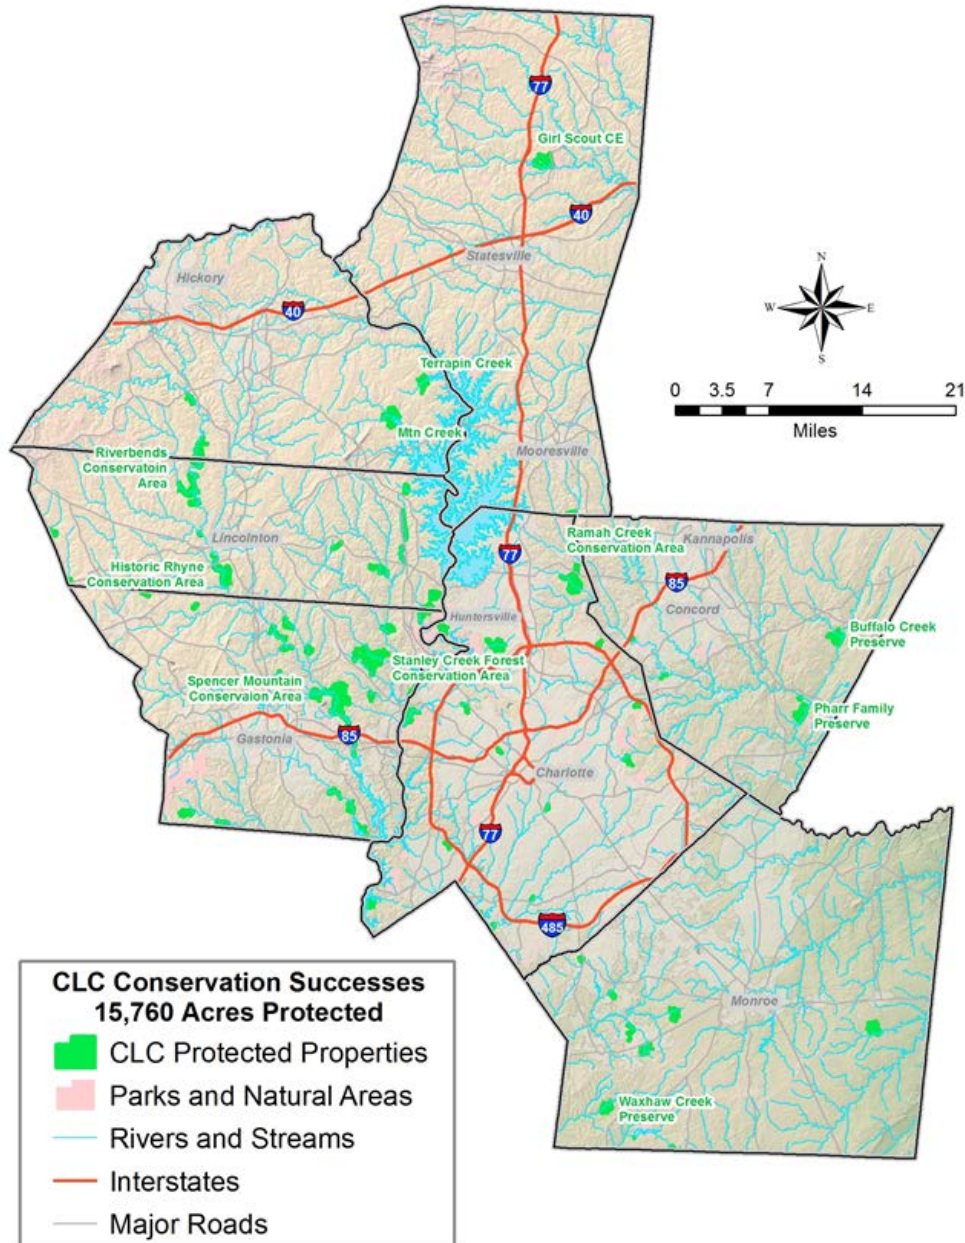 77
Girl Scout CE
40
Statesville
Hickory
40
N
W
E
S
0 3.5 7 14 21
Miles
Terrapin Creek
Mtn Creek
Mooresville
Riverbends
Conservatoin
Area
Lincolnton
Historic Rhyne
Conservation Area
77
Ramah Creek
Conservation Area
Kannapolis
85
Concord
Huntersville
Buffalo Creek
Preserve
Stanley Creek Forest
Conservation Area
Spencer Mountain
Conservaion Area
Pharr Family
Preserve
Gastonia
85
Charlotte
77
485
Monroe
Waxhaw Creek
Preserve
CLC Conservation Successes
15,760 Acres Protected
CLC Protected Properties
Parks and Natural Areas
Rivers and Streams
Interstates
Major Roads